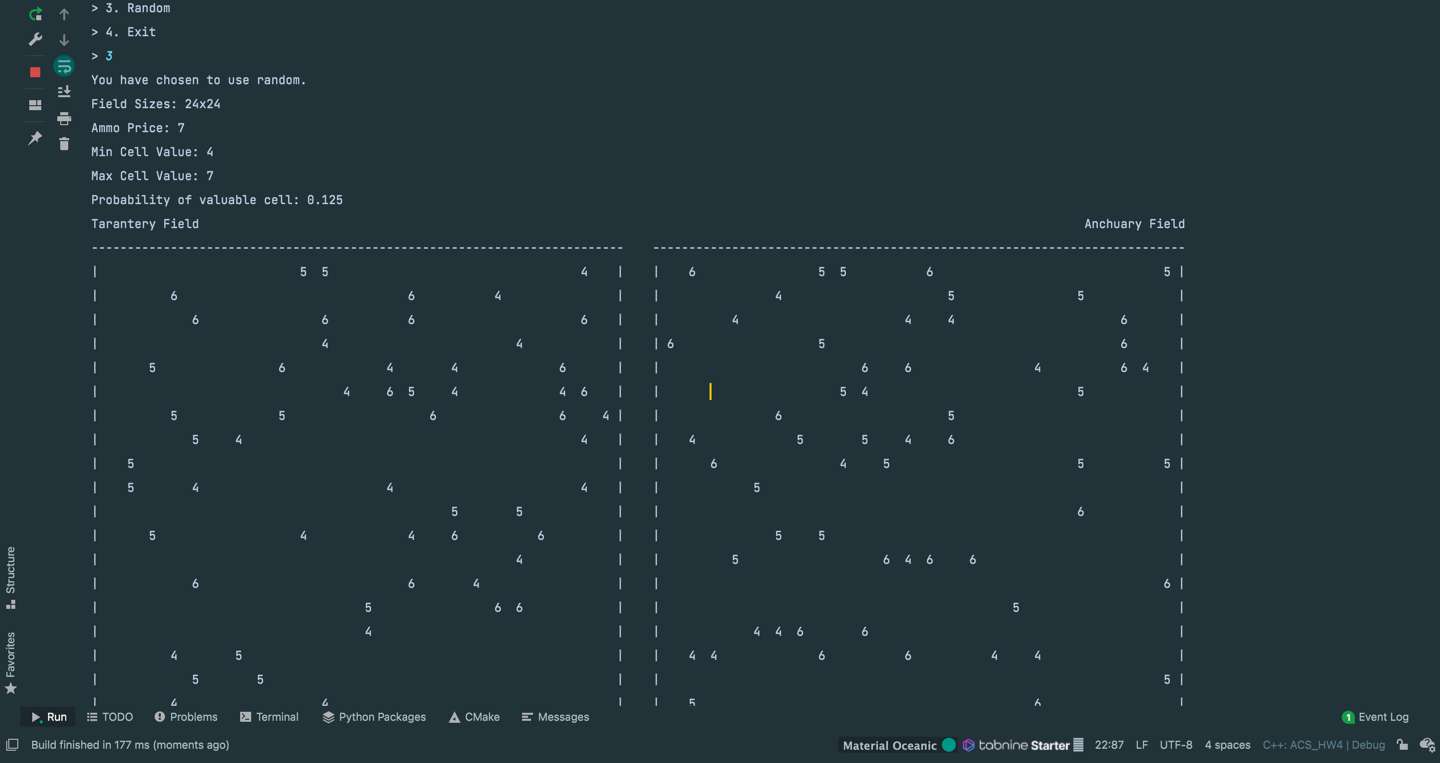 > 3. Random
> 4. Exit
> 3
You have chosen to use random.
Field Sizes: 24x24
Ammo Price: 7
Min Cell Value: 4
Max Cell Value: 7
Probability of valuable cell: 0.125
Tarantery Field Anchuary Field
-------------------------------------------------------------------------- --------------------------------------------------------------------------
| 5 5 4 | | 6 5 5 6 5 |
| 6 6 4 | | 4 5 5 |
| 6 6 6 6 | | 4 4 4 6 |
| 4 4 | | 6 5 6 |
| 5 6 4 4 6 | | 6 6 4 6 4 |
| 4 6 5 4 4 6 | | 5 4 5 |
| 5 5 6 6 4 | | 6 5 |
| 5 4 4 | | 4 5 5 4 6 |
| 5 | | 6 4 5 5 5 |
| 5 4 4 4 | | 5 |
| 5 5 | | 6 |
| 5 4 4 6 6 | | 5 5 |
| 4 | | 5 6 4 6 6 |
| 6 6 4 | | 6 |
| 5 6 6 | | 5 |
| 4 | | 4 4 6 6 |
| 4 5 | | 4 4 6 6 4 4 |
| 5 5 | | 5 |
| 4 4 | | 5 6 |
Structure
Favorites
Run TODO Problems Terminal Python Packages CMake Messages 1 Event Log
Build finished in 177 ms (moments ago) Material Oceanic tabnine Starter 22:87 LF UTF-8 4 spaces C++: ACS_HW4 | Debug